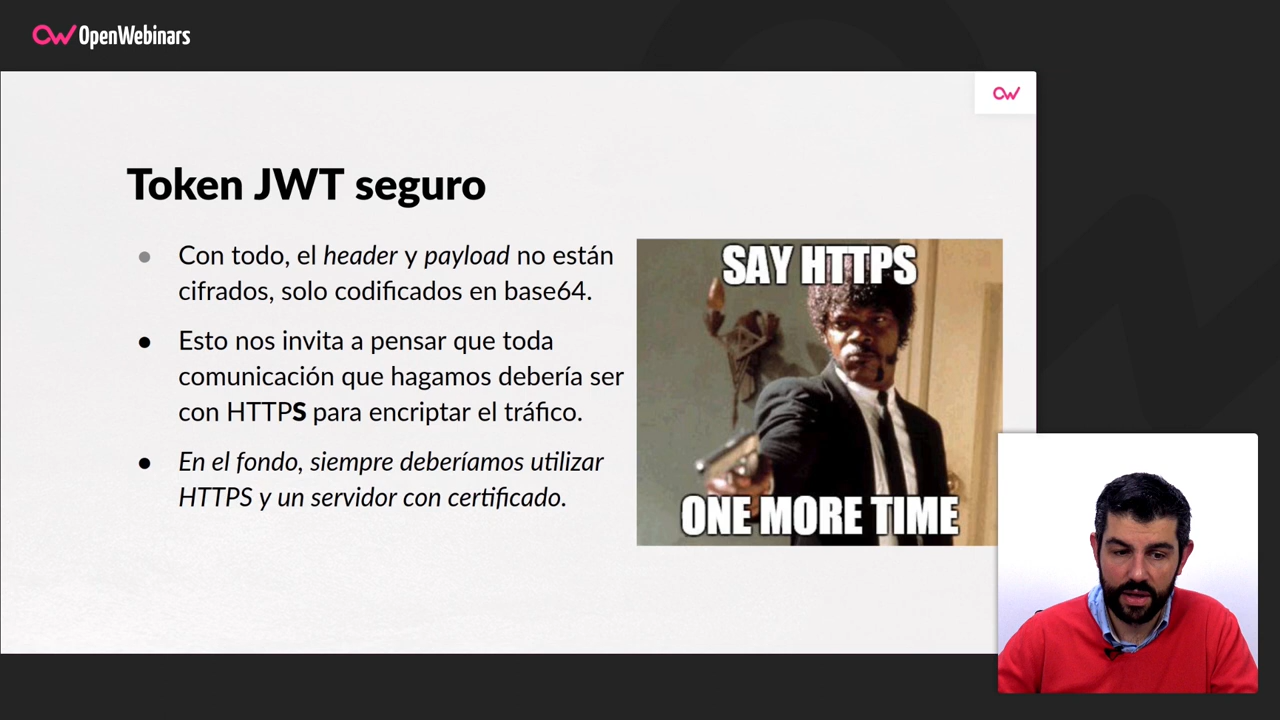 OpenWebinars
Token JWT seguro
Con todo, el header y payload no están
cifrados, solo codificados en base64.
Esto nos invita a pensar que toda
comunicación que hagamos debería ser
con HTTPS para encriptar el tráfico.
En el fondo, siempre deberíamos utilizar
HTTPS y un servidor con certificado.
SAY HTTPS
ONE MORE TIME